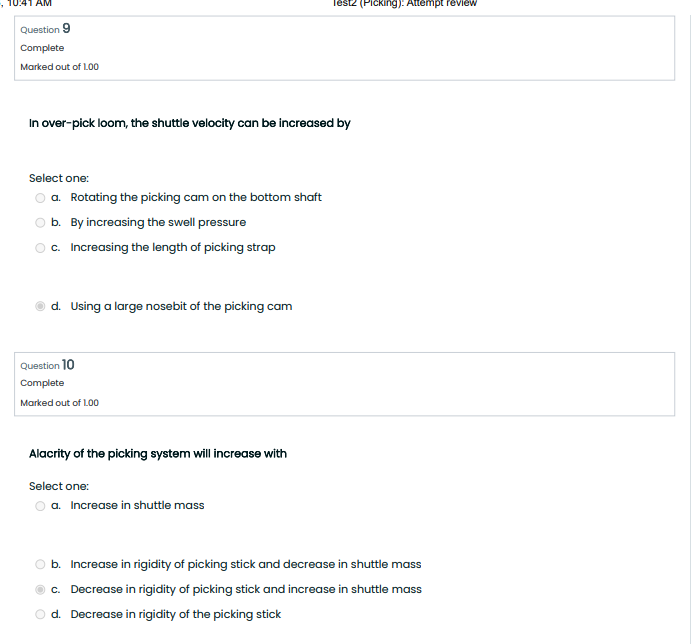 , 10:41 AM Test2 (Picking): Attempt review
Question 9
Complete
Marked out of 1.00
In over-pick loom, the shuttle velocity can be increased by
Select one:
a. Rotating the picking cam on the bottom shaft
b. By increasing the swell pressure
c. Increasing the length of picking strap
d. Using a large nosebit of the picking cam
Question 10
Complete
Marked out of 1.00
Alacrity of the picking system will increase with
Select one:
a. Increase in shuttle mass
b. Increase in rigidity of picking stick and decrease in shuttle mass
c. Decrease in rigidity of picking stick and increase in shuttle mass
d. Decrease in rigidity of the picking stick